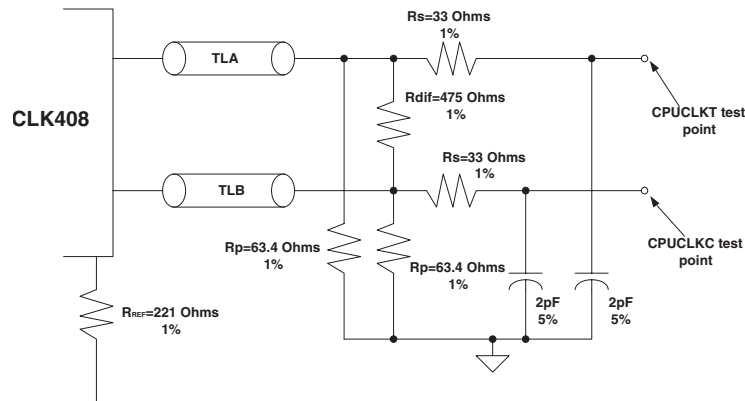 Rs=33 Ohms
1%
TLA
Rdif=475 Ohms
1%
CPUCLKT test
point
CLK408
Rs=33 Ohms
1%
TLB
CPUCLKC test
point
Rp=63.4 Ohms
1%
Rp=63.4 Ohms
1%
2pF
5%
2pF
5%
RREF=221 Ohms
1%